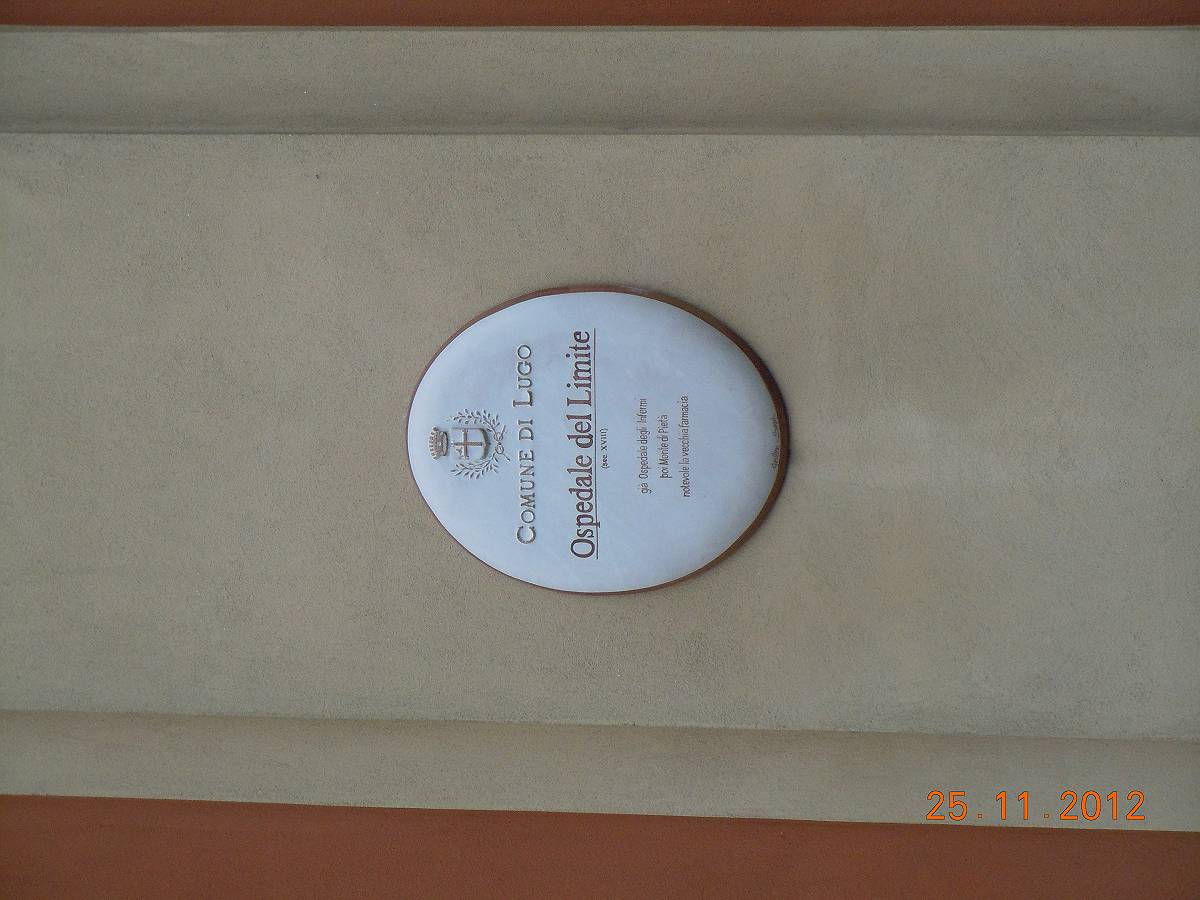 COMUNE DI LUGO
Ospedale del Limite
(sec. XVIII)
già Ospedale degli Infermi
poi Monte di Pietà
notevole la vecchia farmacia
25.11.2012